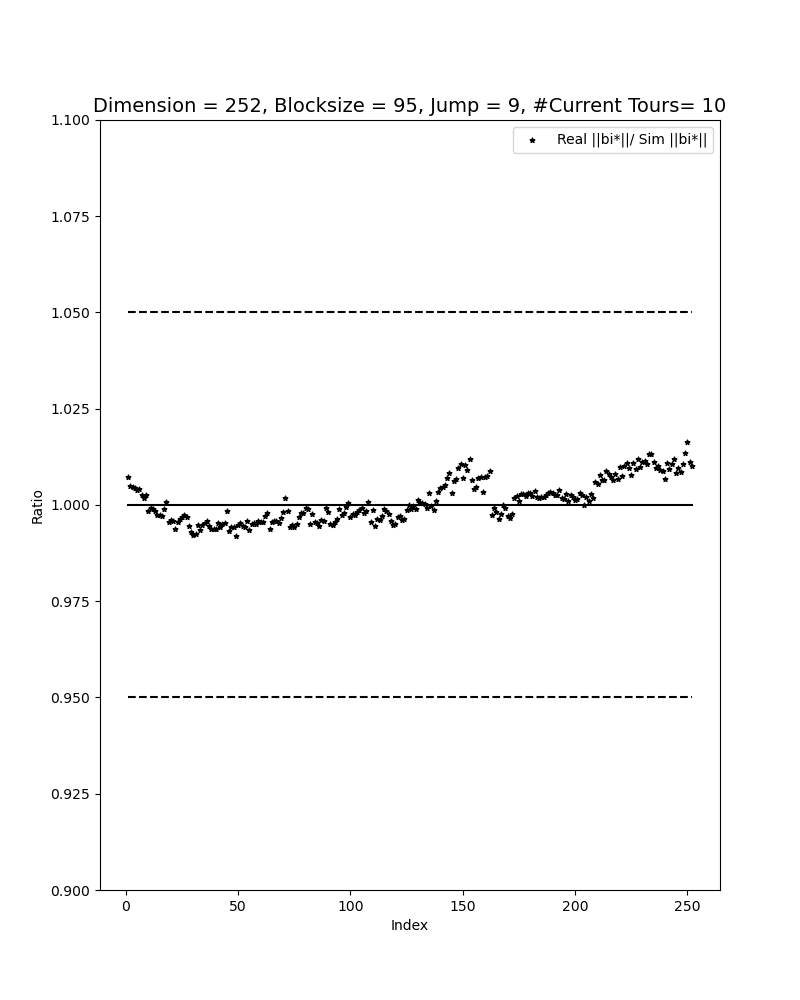 Dimension = 252, Blocksize = 95, Jump = 9, #Current Tours= 10
Real ||bi*||/ Sim ||bi*||
1.100
1.075
1.050
1.025
1.000
0.975
0.950
0.925
0.900
Ratio
0 50 100 150 200 250
Index